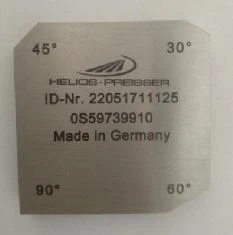 45° 30°
HELIOS-PREISSER
ID-Nr. 22051711125
0S59739910
Made in Germany
90° 60°